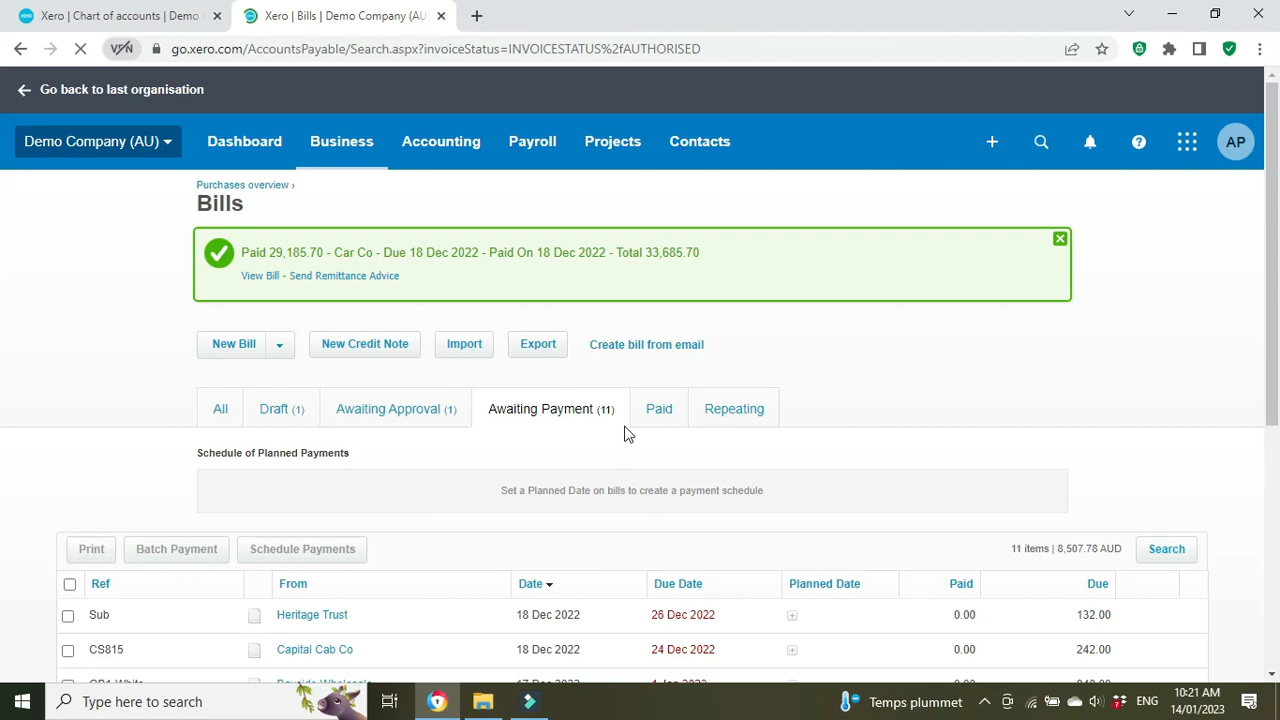 Xero | Chart of accounts | Demo
Xero | Bills | Demo Company (AU)
go.xero.com/AccountsPayable/Search.aspx?invoiceStatus=INVOICESTATUS%2fAUTHORISED
VPN
Go back to last organisation
Demo Company (AU)
Dashboard
Business
Accounting
Payroll
Projects
Contacts
AP
Purchases overview ›
Bills
Paid 29,185.70 - Car Co - Due 18 Dec 2022 - Paid On 18 Dec 2022 - Total 33,685.70
View Bill - Send Remittance Advice
New Bill
New Credit Note
Import
Export
Create bill from email
All
Draft (1)
Awaiting Approval (1)
Awaiting Payment (11)
Paid
Repeating
Schedule of Planned Payments
Set a Planned Date on bills to create a payment schedule
Print
Batch Payment
Schedule Payments
11 items | 8,507.78 AUD
Search
Ref From Date Due Date Planned Date Paid Due
Sub Heritage Trust 18 Dec 2022 26 Dec 2022 0.00 132.00
CS815 Capital Cab Co 18 Dec 2022 24 Dec 2022 0.00 242.00
Type here to search
Temps plummet
ENG
10:21 AM
14/01/2023